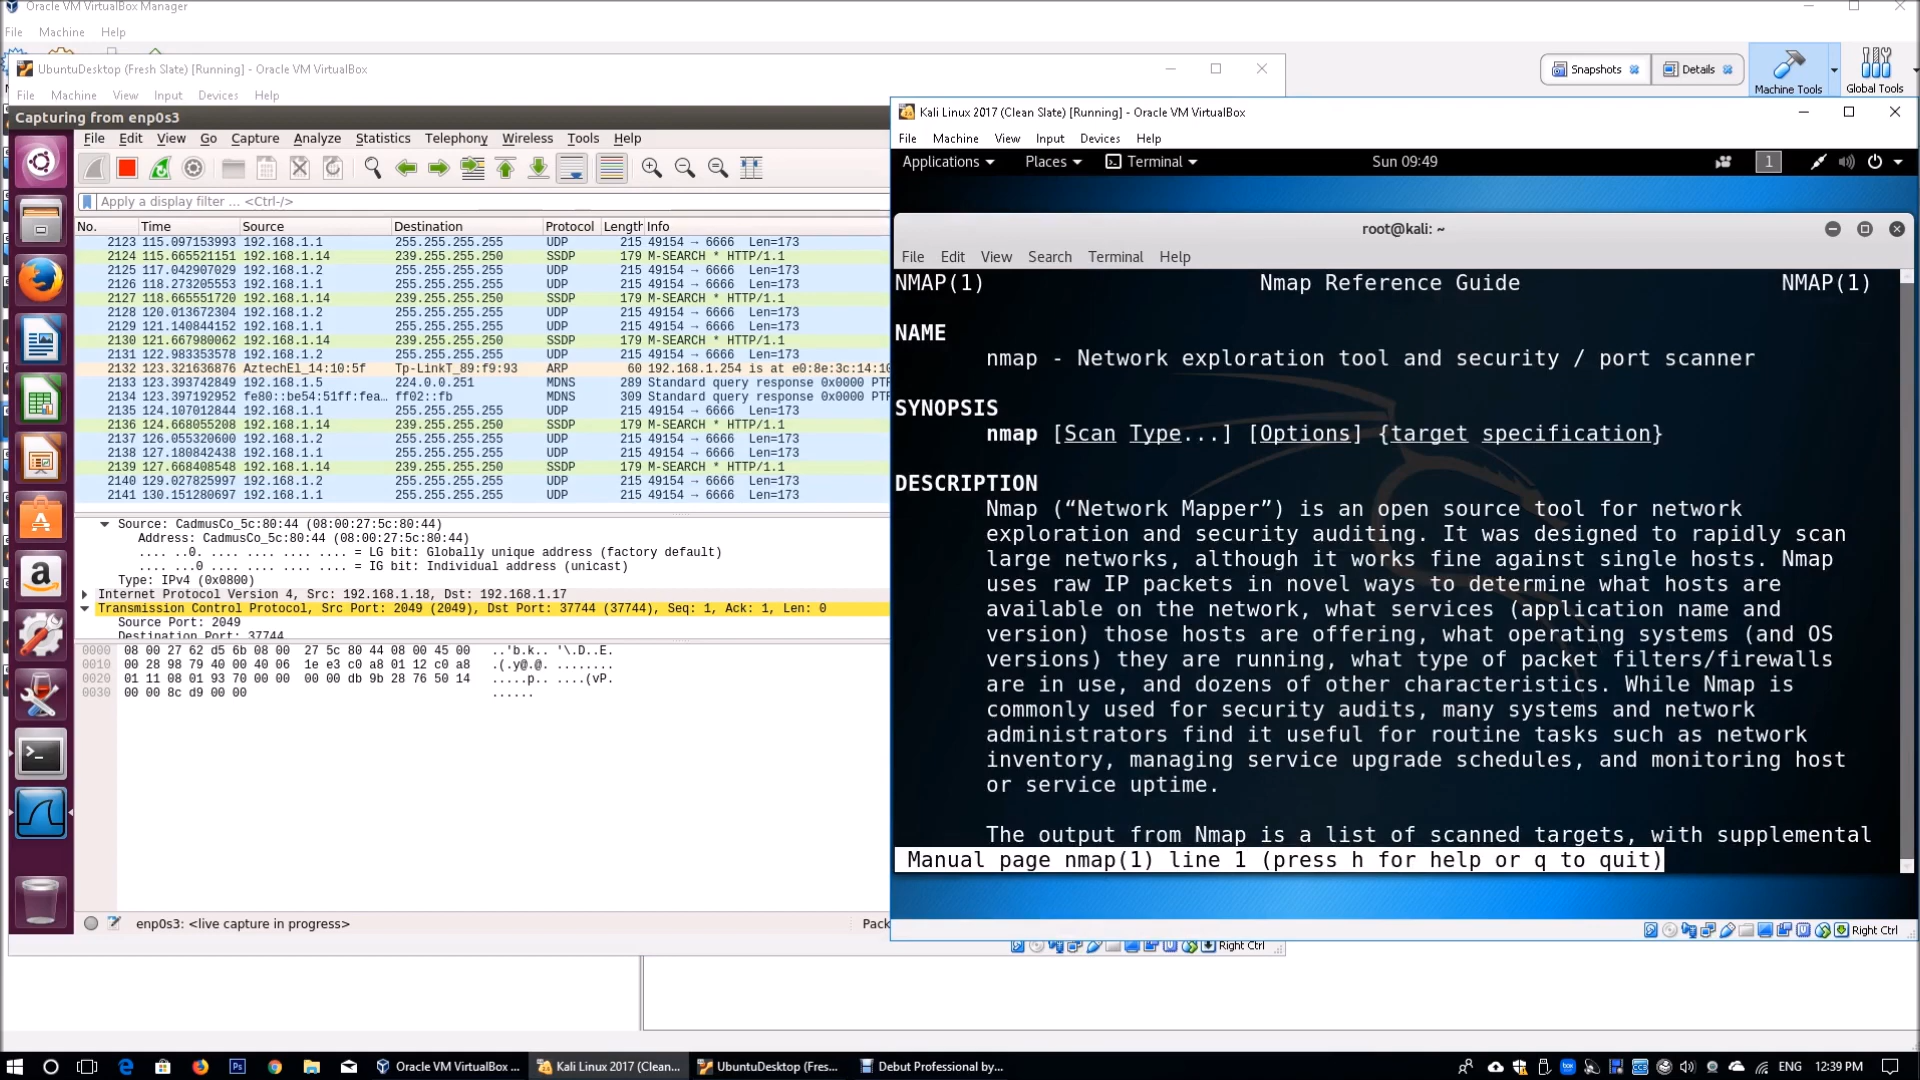 Oracle VM VirtualBox Manager
File Machine Help
Snapshots Details Machine Tools Global Tools
UbuntuDesktop (Fresh Slate) [Running] - Oracle VM VirtualBox
File Machine View Input Devices Help
Capturing from enp0s3
File Edit View Go Capture Analyze Statistics Telephony Wireless Tools Help
Apply a display filter ... <Ctrl-/>
No. Time Source Destination Protocol Length Info
2123 115.097153993 192.168.1.1 255.255.255.255 UDP 215 49154 → 6666 Len=173
2124 115.665521151 192.168.1.14 239.255.255.250 SSDP 179 M-SEARCH * HTTP/1.1
2125 117.042907029 192.168.1.2 255.255.255.255 UDP 215 49154 → 6666 Len=173
2126 118.273205553 192.168.1.1 255.255.255.255 UDP 215 49154 → 6666 Len=173
2127 118.665551720 192.168.1.14 239.255.255.250 SSDP 179 M-SEARCH * HTTP/1.1
2128 120.013672304 192.168.1.2 255.255.255.255 UDP 215 49154 → 6666 Len=173
2129 121.140844152 192.168.1.1 255.255.255.255 UDP 215 49154 → 6666 Len=173
2130 121.667980062 192.168.1.14 239.255.255.250 SSDP 179 M-SEARCH * HTTP/1.1
2131 122.983353578 192.168.1.2 255.255.255.255 UDP 215 49154 → 6666 Len=173
2132 123.321636876 AztechEl_14:10:5f Tp-LinkT_89:f9:93 ARP 60 192.168.1.254 is at e0:8e:3c:14:10
2133 123.393742849 192.168.1.5 224.0.0.251 MDNS 289 Standard query response 0x0000 PTR
2134 123.397192952 fe80::be54:51ff:fea... ff02::fb MDNS 309 Standard query response 0x0000 PTR
2135 124.107012844 192.168.1.1 255.255.255.255 UDP 215 49154 → 6666 Len=173
2136 124.668055208 192.168.1.14 239.255.255.250 SSDP 179 M-SEARCH * HTTP/1.1
2137 126.055320600 192.168.1.2 255.255.255.255 UDP 215 49154 → 6666 Len=173
2138 127.180842438 192.168.1.1 255.255.255.255 UDP 215 49154 → 6666 Len=173
2139 127.668408548 192.168.1.14 239.255.255.250 SSDP 179 M-SEARCH * HTTP/1.1
2140 129.027825997 192.168.1.2 255.255.255.255 UDP 215 49154 → 6666 Len=173
2141 130.151280697 192.168.1.1 255.255.255.255 UDP 215 49154 → 6666 Len=173
Source: CadmusCo_5c:80:44 (08:00:27:5c:80:44)
Address: CadmusCo_5c:80:44 (08:00:27:5c:80:44)
.... ..0. .... .... .... .... = LG bit: Globally unique address (factory default)
.... ...0 .... .... .... .... = IG bit: Individual address (unicast)
Type: IPv4 (0x0800)
Internet Protocol Version 4, Src: 192.168.1.18, Dst: 192.168.1.17
Transmission Control Protocol, Src Port: 2049 (2049), Dst Port: 37744 (37744), Seq: 1, Ack: 1, Len: 0
Source Port: 2049
Destination Port: 37744
0000 08 00 27 62 d5 6b 08 00 27 5c 80 44 08 00 45 00 ..'b.k.. '\.D..E.
0010 00 28 98 79 40 00 40 06 1e e3 c0 a8 01 12 c0 a8 .(.y@.@. ........
0020 01 11 08 01 93 70 00 00 00 00 db 9b 28 76 50 14 .....p.. ....(vP.
0030 00 00 8c d9 00 00 ......
enp0s3: <live capture in progress> Pack
Right Ctrl
Kali Linux 2017 (Clean Slate) [Running] - Oracle VM VirtualBox
File Machine View Input Devices Help
Applications Places Terminal Sun 09:49 1
root@kali: ~
File Edit View Search Terminal Help
NMAP(1) Nmap Reference Guide NMAP(1)
NAME
nmap - Network exploration tool and security / port scanner
SYNOPSIS
nmap [Scan Type...] [Options] {target specification}
DESCRIPTION
Nmap (“Network Mapper”) is an open source tool for network
exploration and security auditing. It was designed to rapidly scan
large networks, although it works fine against single hosts. Nmap
uses raw IP packets in novel ways to determine what hosts are
available on the network, what services (application name and
version) those hosts are offering, what operating systems (and OS
versions) they are running, what type of packet filters/firewalls
are in use, and dozens of other characteristics. While Nmap is
commonly used for security audits, many systems and network
administrators find it useful for routine tasks such as network
inventory, managing service upgrade schedules, and monitoring host
or service uptime.
The output from Nmap is a list of scanned targets, with supplemental
Manual page nmap(1) line 1 (press h for help or q to quit)
Right Ctrl
Oracle VM VirtualBox ... Kali Linux 2017 (Clean... UbuntuDesktop (Fres... Debut Professional by... ENG 12:39 PM